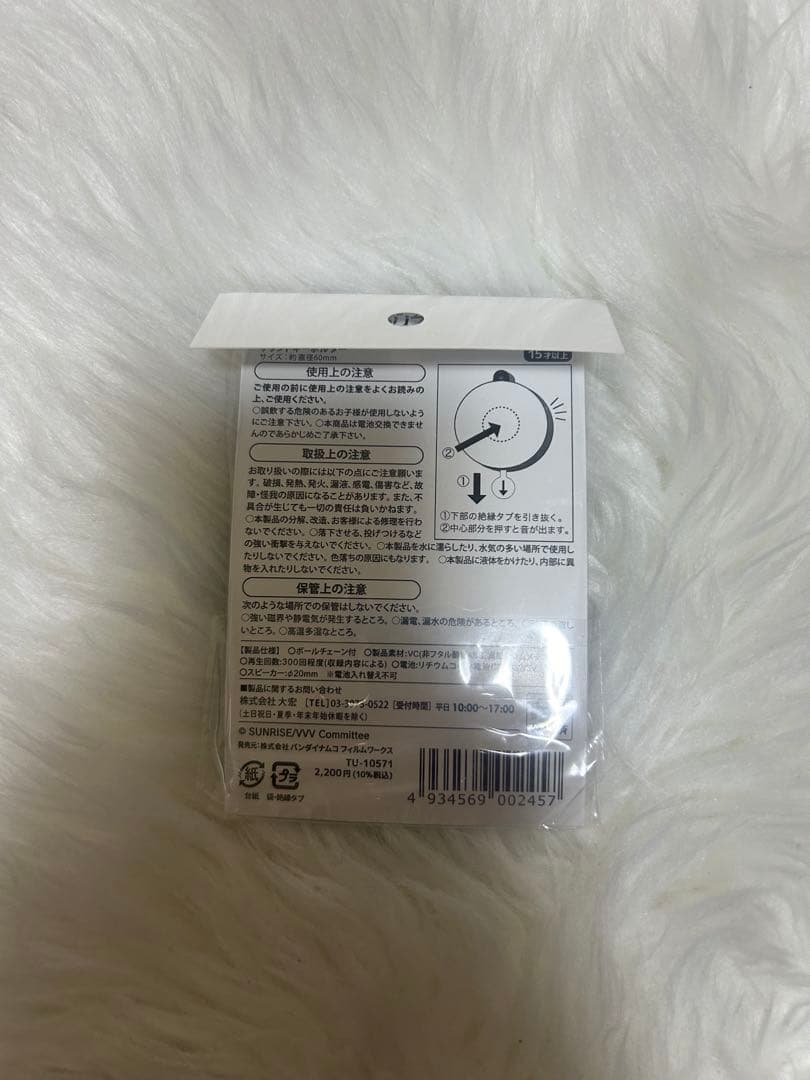 サウンドキーホルダー
サイズ：約直径60mm
15才以上
使用上の注意
ご使用の前に使用上の注意をよくお読みの
上、ご使用ください。
○誤飲する危険のあるお子様が使用しないよう
にご注意下さい。○本商品は電池交換できませ
んのであらかじめご了承下さい。
取扱上の注意
お取り扱いの際には以下の点にご注意願いま
す。破損、発熱、発火、漏液、感電、傷害など、故
障・怪我の原因になることがあります。また、不
具合が生じても一切の責任は負いかねます。
○本製品の分解、改造、お客様による修理を行わ
ないでください。○落下させる、投げつけるなど
の強い衝撃を与えないでください。○本製品を水に濡らしたり、水気の多い場所で使用し
たりしないでください。色落ちの原因にもなります。○本製品に液体をかけたり、内部に異
物を入れたりしないでください。
②
①
①下部の絶縁タブを引き抜く。
②中心部分を押すと音が出ます。
保管上の注意
次のような場所での保管はしないでください。
○強い磁界や静電気が発生するところ。○漏電、漏水の危険があるところ。
いところ。○高温多湿なところ。
【製品仕様】 ○ボールチェーン付 ○製品素材:VC(非フタル酸
○再生回数:300回程度(収録内容による) ○電池:リチウムコ
○スピーカー:φ20mm ※電池入れ替え不可
■製品に関するお問い合わせ
株式会社 大宏 [TEL]03-3976-0522 [受付時間] 平日 10:00～17:00
(土日祝日・夏季・年末年始休暇を除く)
© SUNRISE/VVV Committee
発売元:株式会社 バンダイナムコ フィルムワークス
TU-10571
2,200円(10%税込)
紙
プラ
台紙 袋・絶縁タブ
4 934569 002457